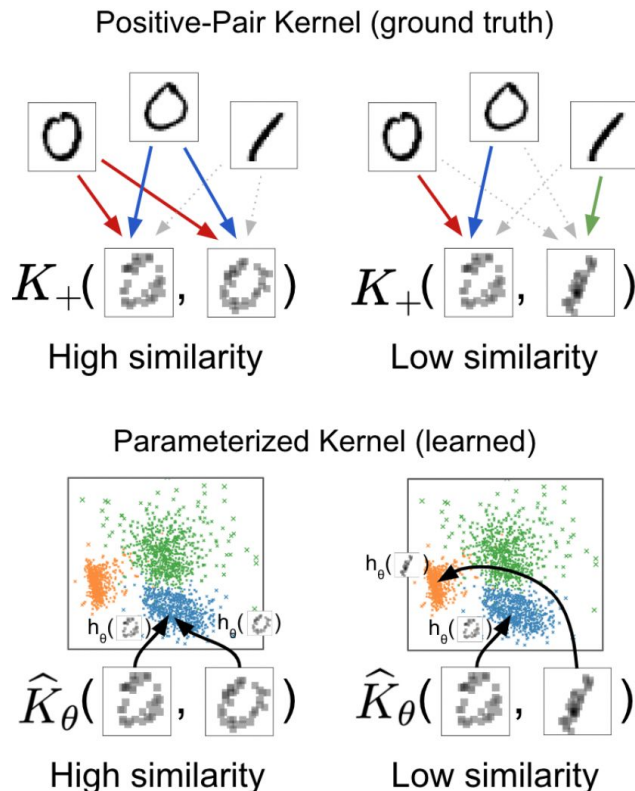 Positive-Pair Kernel (ground truth)
K+( , ) K+( , )
High similarity Low similarity
Parameterized Kernel (learned)
hθ( ) hθ( ) hθ( ) hθ( )
K̂θ( , ) K̂θ( , )
High similarity Low similarity